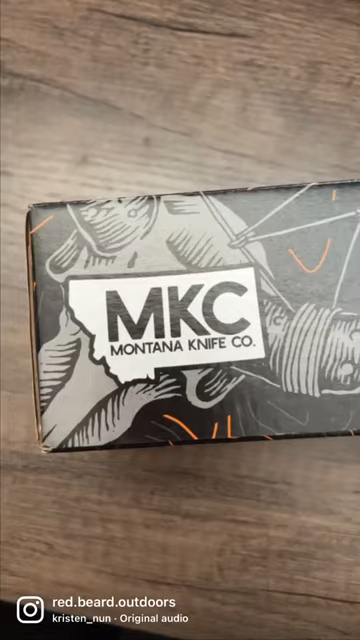 MKC
MONTANA KNIFE CO.
red.beard.outdoors
kristen_nun · Original audio